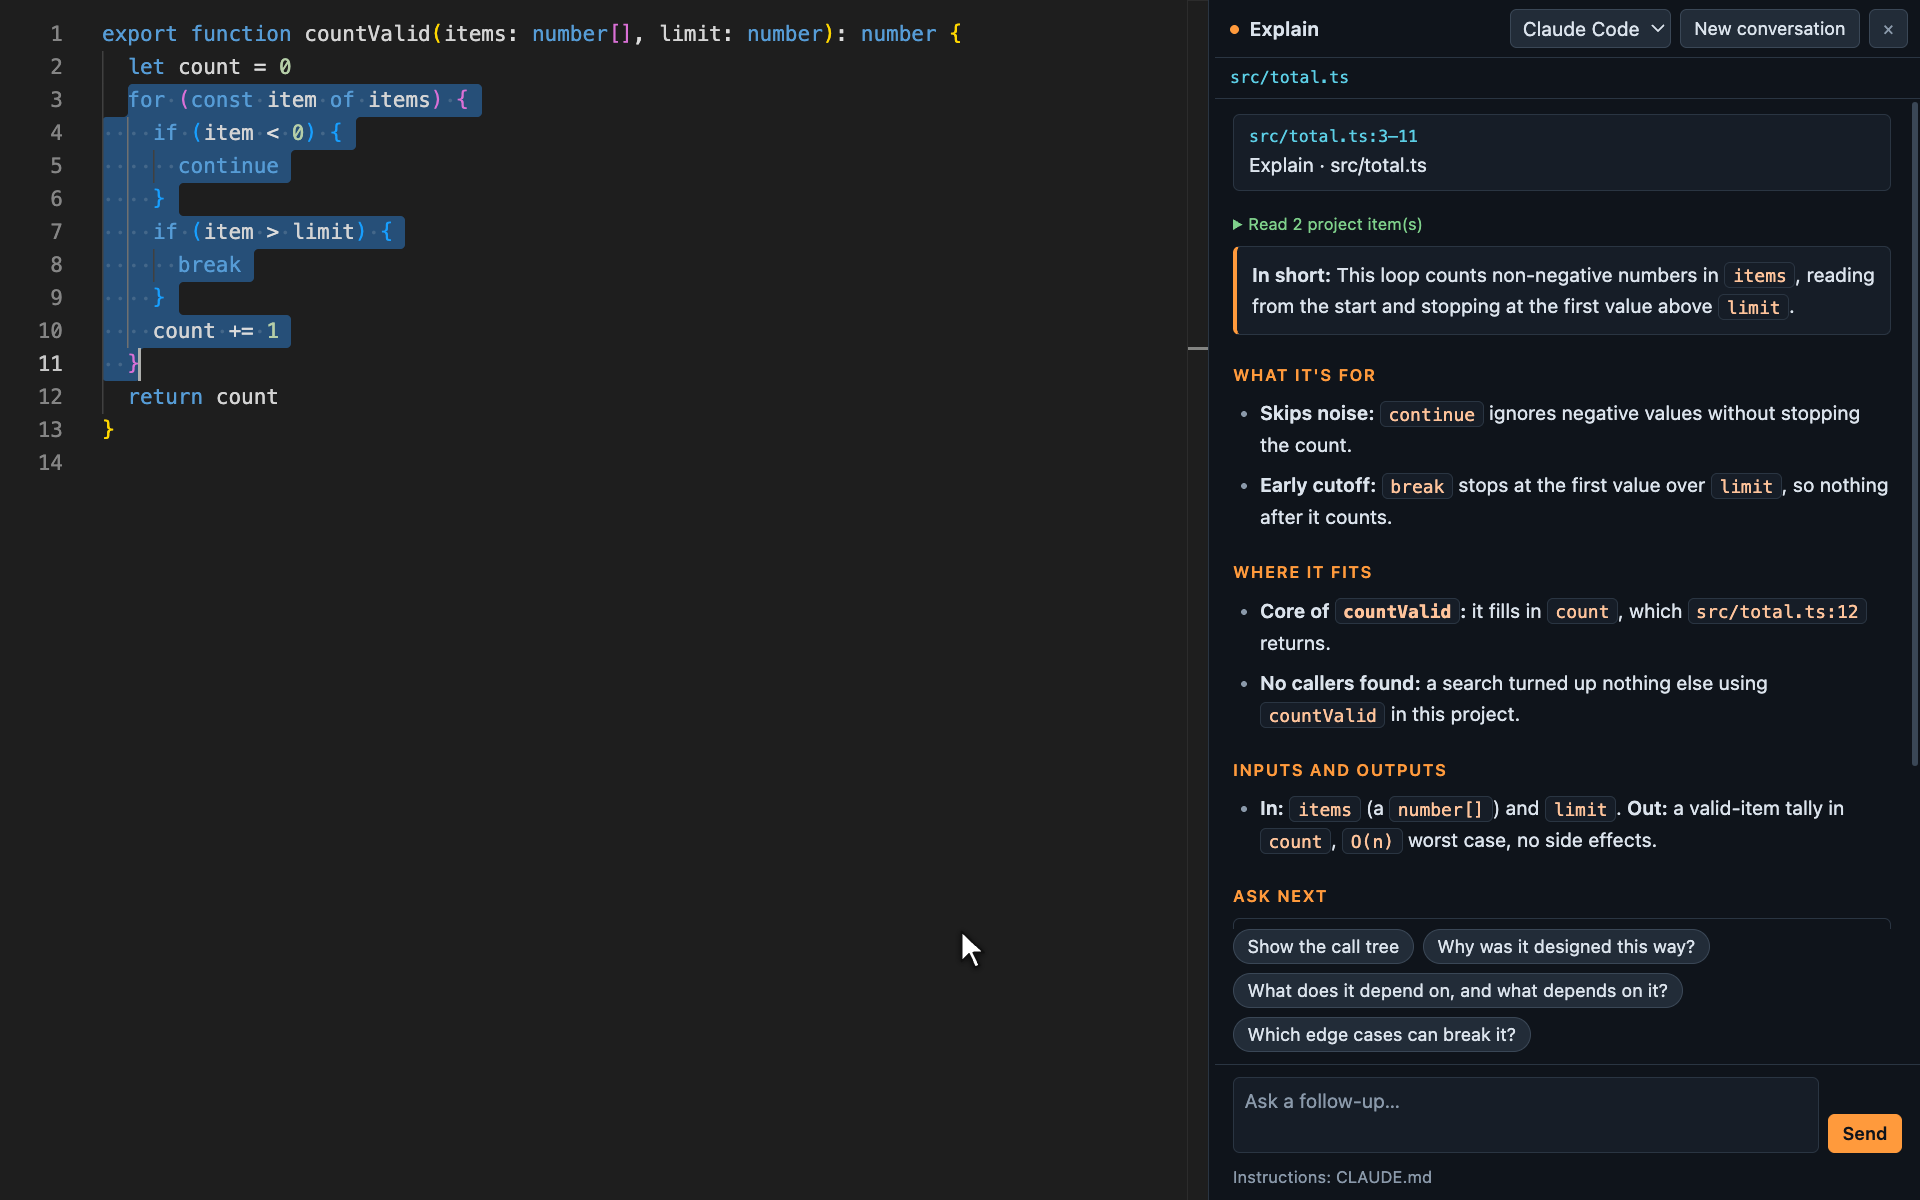 1 export function countValid(items: number[], limit: number): number {
2 let count = 0
3 for (const item of items) {
4 if (item < 0) {
5 continue
6 }
7 if (item > limit) {
8 break
9 }
10 count += 1
11 }
12 return count
13 }
14
Explain
Claude Code
New conversation
×
src/total.ts
src/total.ts:3–11
Explain · src/total.ts
Read 2 project item(s)
In short: This loop counts non-negative numbers in items, reading
from the start and stopping at the first value above limit.
WHAT IT'S FOR
• Skips noise: continue ignores negative values without stopping
the count.
• Early cutoff: break stops at the first value over limit, so nothing
after it counts.
WHERE IT FITS
• Core of countValid: it fills in count, which src/total.ts:12
returns.
• No callers found: a search turned up nothing else using
countValid in this project.
INPUTS AND OUTPUTS
• In: items (a number[]) and limit. Out: a valid-item tally in
count, O(n) worst case, no side effects.
ASK NEXT
Show the call tree
Why was it designed this way?
What does it depend on, and what depends on it?
Which edge cases can break it?
Ask a follow-up...
Send
Instructions: CLAUDE.md